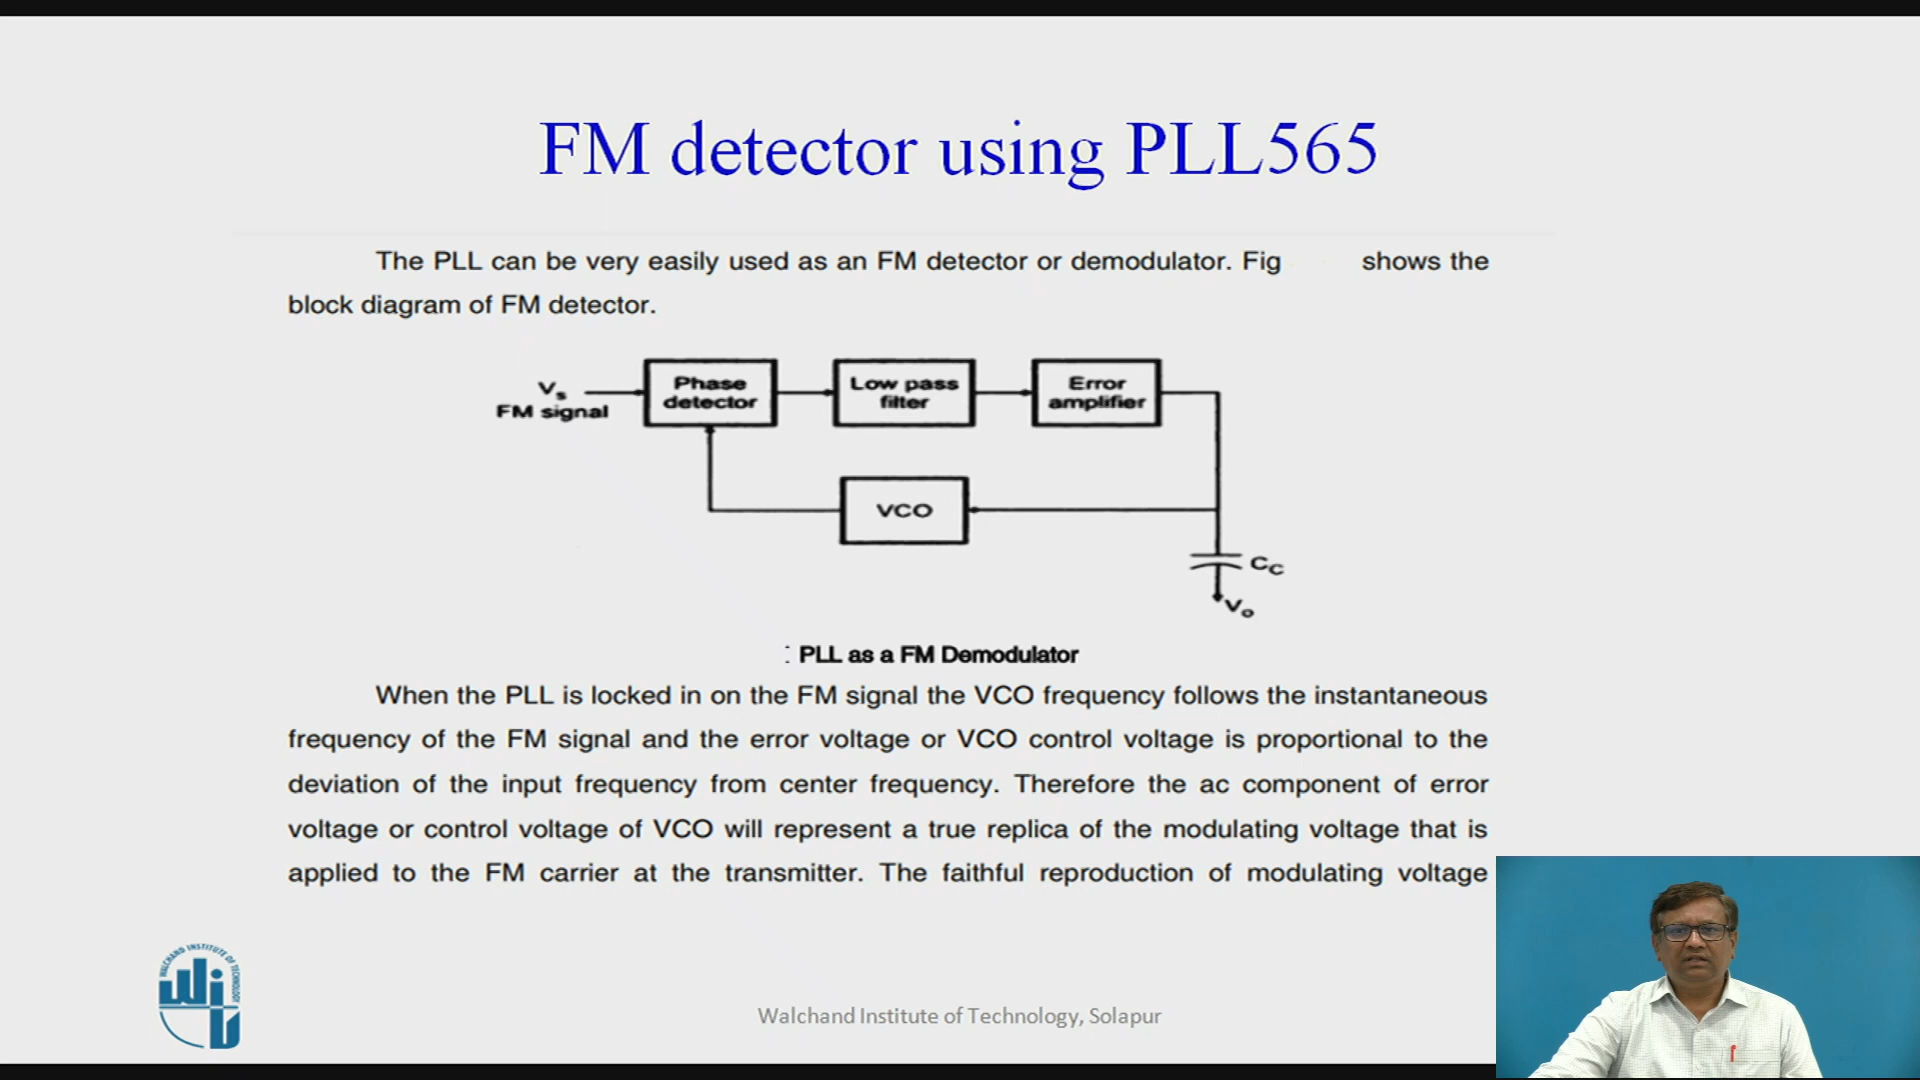 FM detector using PLL565
The PLL can be very easily used as an FM detector or demodulator. Fig shows the
block diagram of FM detector.
Vs
FM signal
Phase
detector
Low pass
filter
Error
amplifier
VCO
CC
Vo
: PLL as a FM Demodulator
When the PLL is locked in on the FM signal the VCO frequency follows the instantaneous
frequency of the FM signal and the error voltage or VCO control voltage is proportional to the
deviation of the input frequency from center frequency. Therefore the ac component of error
voltage or control voltage of VCO will represent a true replica of the modulating voltage that is
applied to the FM carrier at the transmitter. The faithful reproduction of modulating voltage
WALCHAND INSTITUTE OF TECHNOLOGY
WIT
Walchand Institute of Technology, Solapur